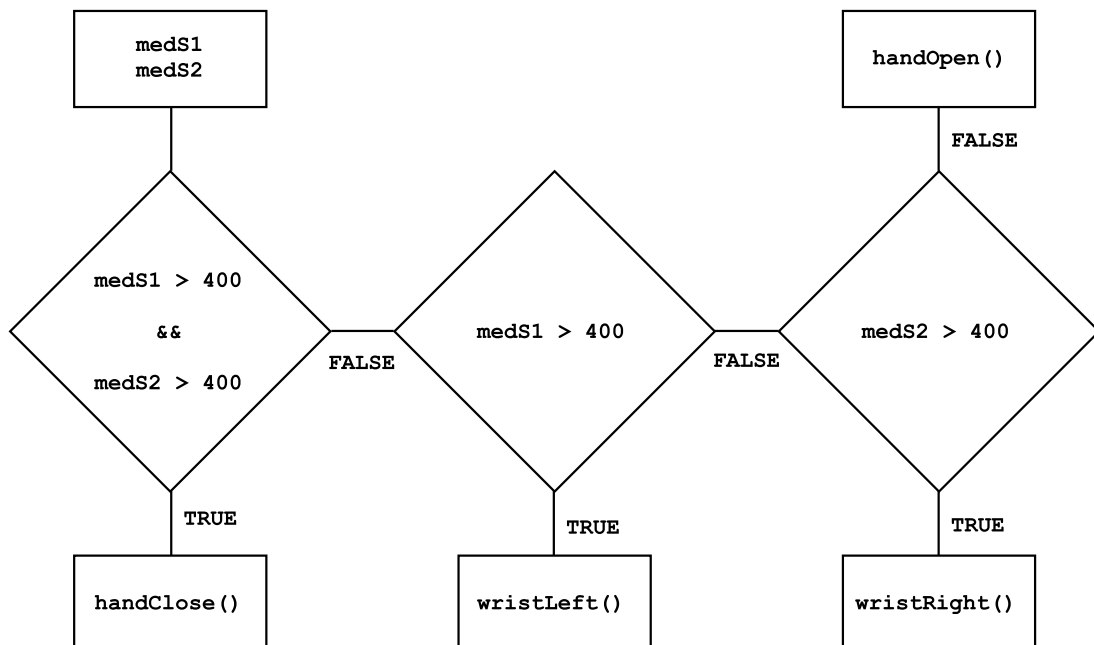 medS1
medS2
handOpen()
FALSE
medS1 > 400
&&
medS2 > 400
FALSE
medS1 > 400
FALSE
medS2 > 400
TRUE
TRUE
TRUE
handClose()
wristLeft()
wristRight()